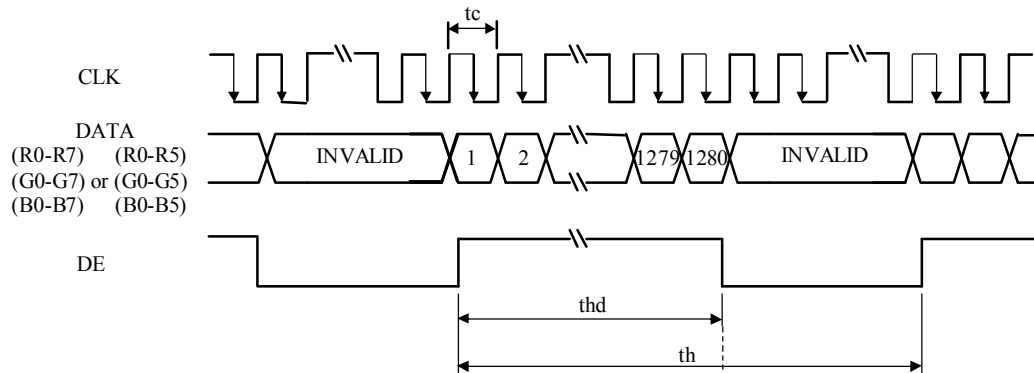 tc
CLK
DATA
(R0-R7) (R0-R5)
(G0-G7) or (G0-G5)
(B0-B7) (B0-B5)
INVALID
1
2
1279
1280
INVALID
DE
thd
th